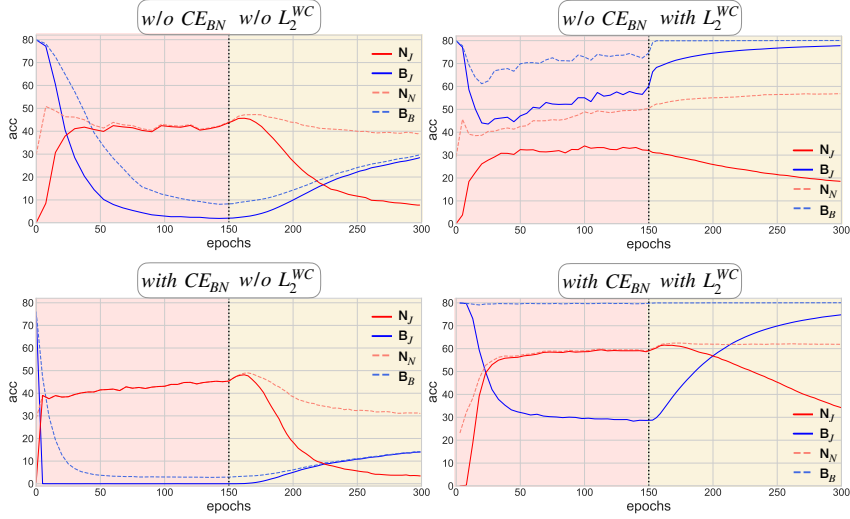 w/o CE_BN w/o L_2^WC
acc
80
70
60
50
40
30
20
10
0
N_J
B_J
N_N
B_B
0 50 100 150 200 250 300
epochs
w/o CE_BN with L_2^WC
acc
80
70
60
50
40
30
20
10
0
N_J
B_J
N_N
B_B
0 50 100 150 200 250 300
epochs
with CE_BN w/o L_2^WC
acc
80
70
60
50
40
30
20
10
0
N_J
B_J
N_N
B_B
0 50 100 150 200 250 300
epochs
with CE_BN with L_2^WC
acc
80
70
60
50
40
30
20
10
0
N_J
B_J
N_N
B_B
0 50 100 150 200 250 300
epochs